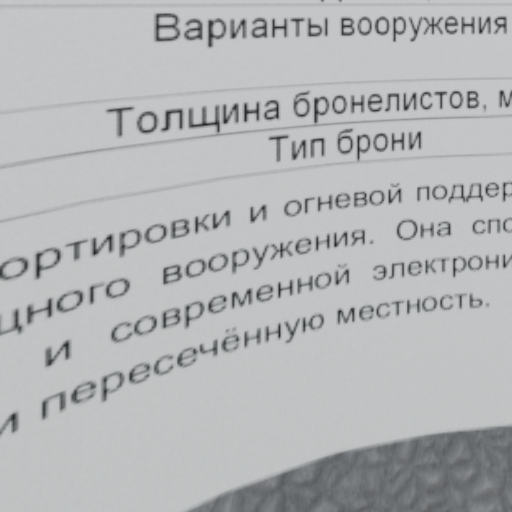 Варианты вооружения
Толщина бронелистов,
Тип брони
ортировки и огневой поддер
щного вооружения. Она спо
и современной электрони
и пересечённую местность.